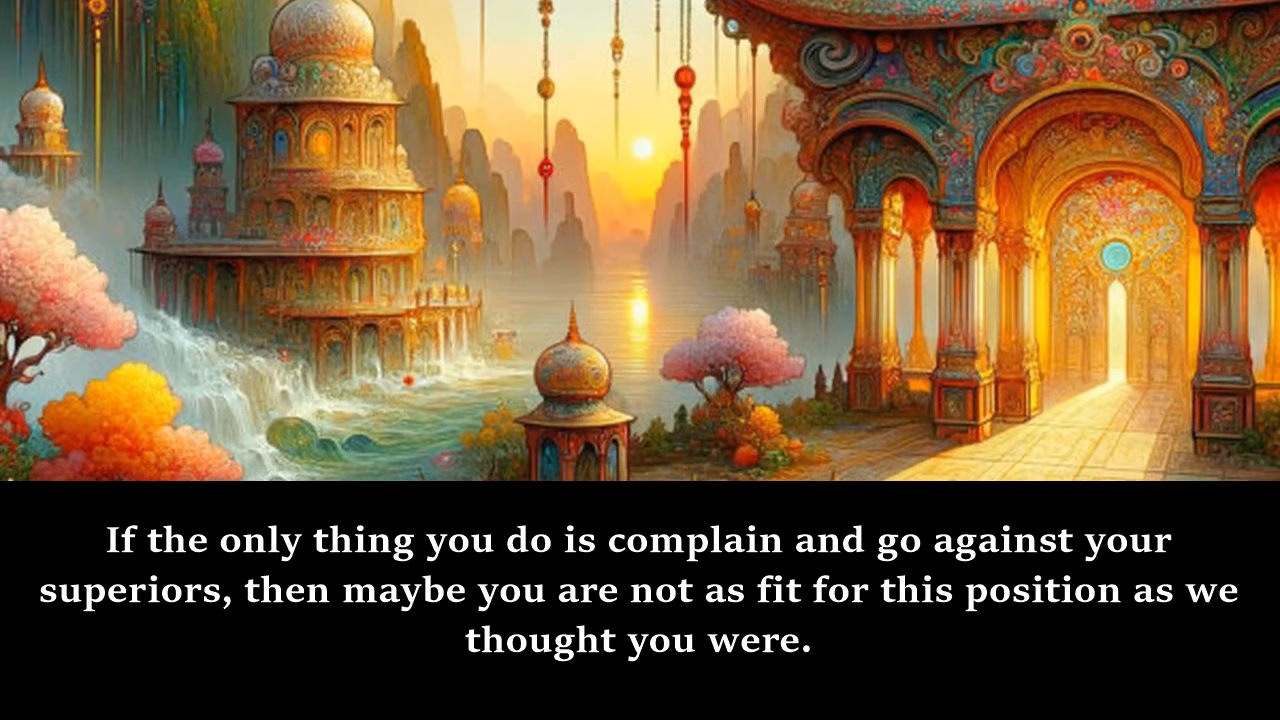 If the only thing you do is complain and go against your
superiors, then maybe you are not as fit for this position as we
thought you were.